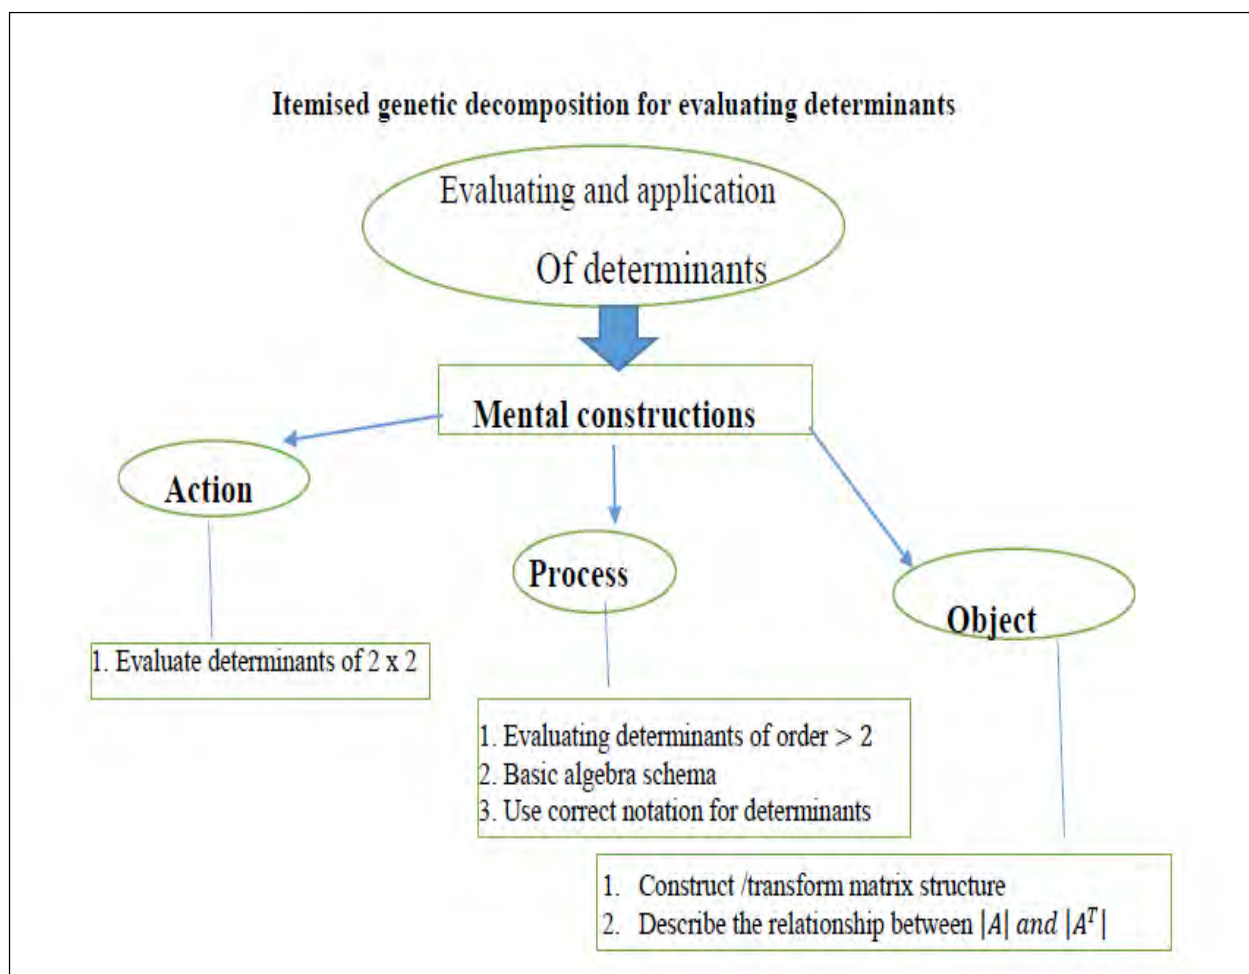 Itemised genetic decomposition for evaluating determinants
Evaluating and application
Of determinants
Mental constructions
Action
Process
Object
1. Evaluate determinants of 2 x 2
1. Evaluating determinants of order > 2
2. Basic algebra schema
3. Use correct notation for determinants
1. Construct /transform matrix structure
2. Describe the relationship between |A| and |Aᵀ|